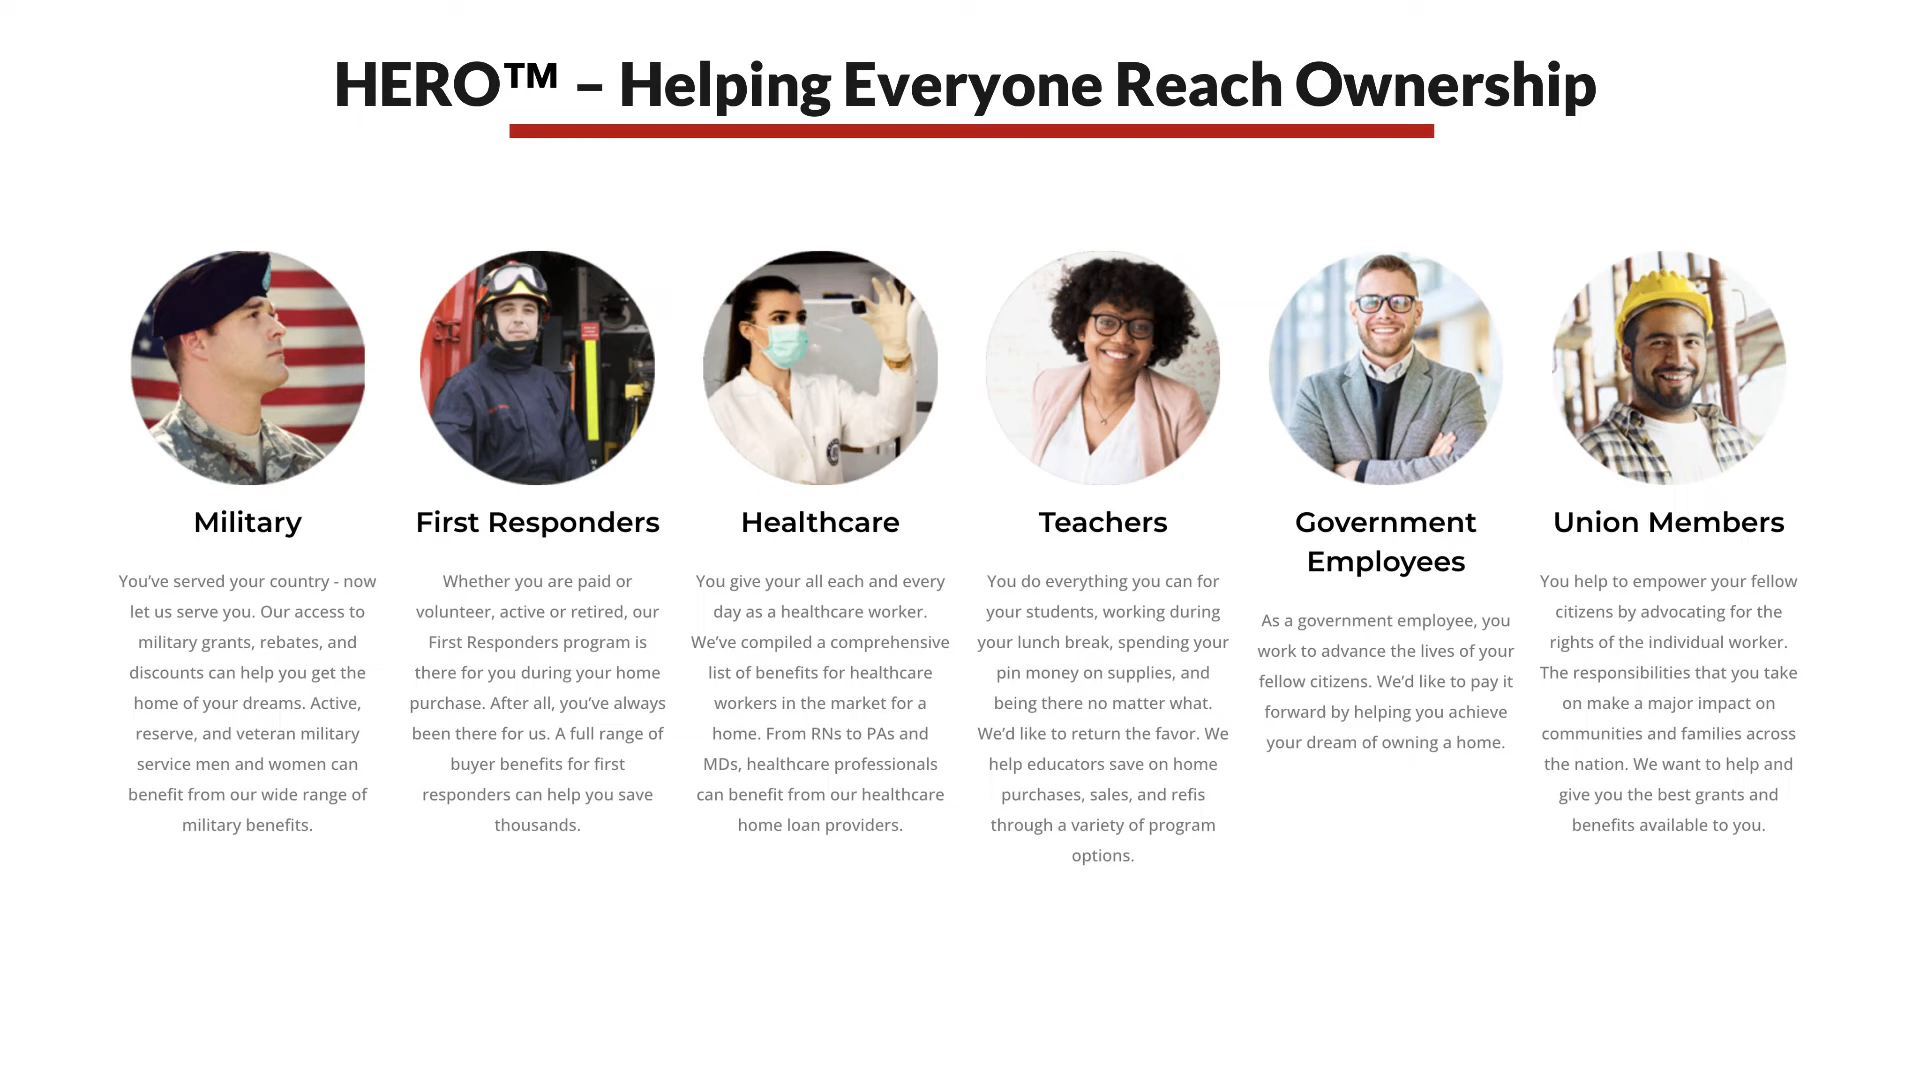 HERO™ – Helping Everyone Reach Ownership
Military
You’ve served your country - now
let us serve you. Our access to
military grants, rebates, and
discounts can help you get the
home of your dreams. Active,
reserve, and veteran military
service men and women can
benefit from our wide range of
military benefits.
First Responders
Whether you are paid or
volunteer, active or retired, our
First Responders program is
there for you during your home
purchase. After all, you’ve always
been there for us. A full range of
buyer benefits for first
responders can help you save
thousands.
Healthcare
You give your all each and every
day as a healthcare worker.
We’ve compiled a comprehensive
list of benefits for healthcare
workers in the market for a
home. From RNs to PAs and
MDs, healthcare professionals
can benefit from our healthcare
home loan providers.
Teachers
You do everything you can for
your students, working during
your lunch break, spending your
pin money on supplies, and
being there no matter what.
We’d like to return the favor. We
help educators save on home
purchases, sales, and refis
through a variety of program
options.
Government
Employees
As a government employee, you
work to advance the lives of your
fellow citizens. We’d like to pay it
forward by helping you achieve
your dream of owning a home.
Union Members
You help to empower your fellow
citizens by advocating for the
rights of the individual worker.
The responsibilities that you take
on make a major impact on
communities and families across
the nation. We want to help and
give you the best grants and
benefits available to you.